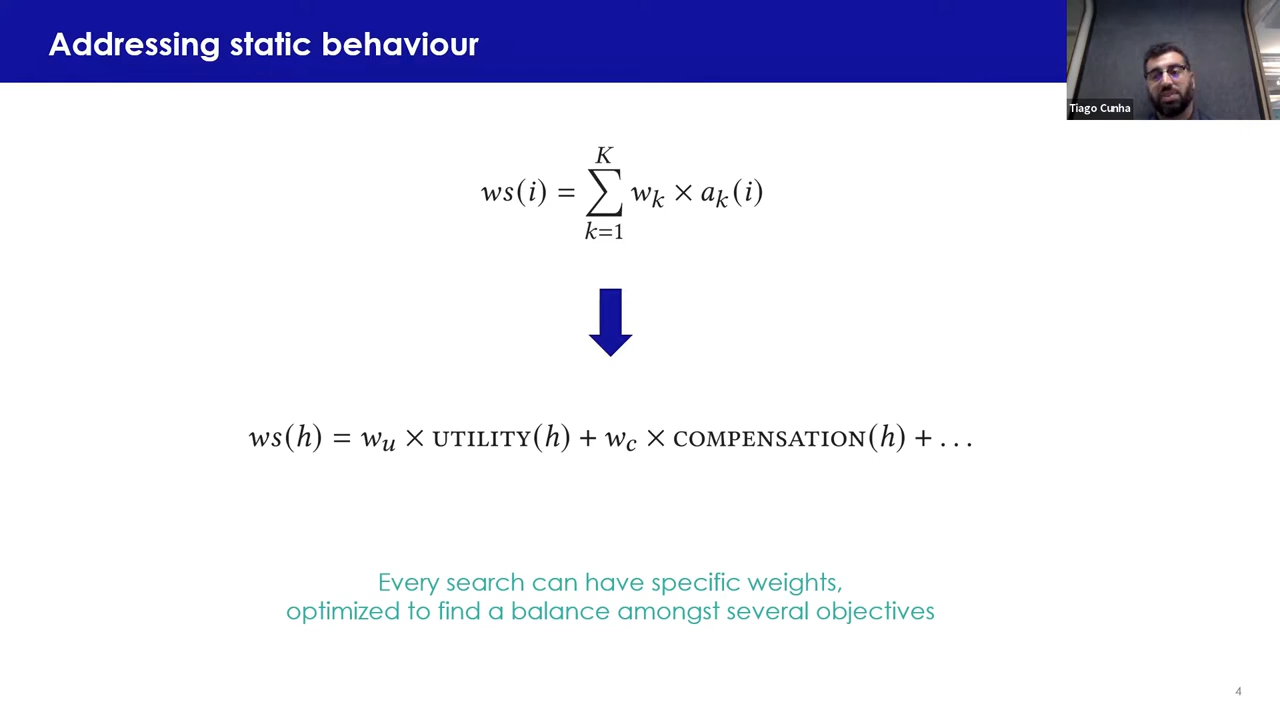 Addressing static behaviour
Tiago Cunha
ws(i) = ∑_{k=1}^{K} w_k × a_k(i)
ws(h) = w_u × UTILITY(h) + w_c × COMPENSATION(h) + . . .
Every search can have specific weights,
optimized to find a balance amongst several objectives
4